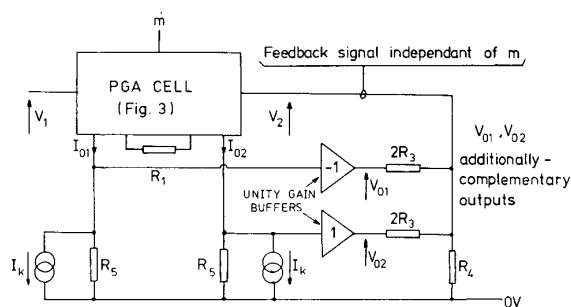 ṁ
Feedback signal independant of m
PGA CELL
(Fig. 3)
V1
V2
I01
I02
R1
V01 , V02
additionally-
complementary
outputs
-1
2R3
UNITY GAIN
BUFFERS
V01
1
2R3
V02
Ik
R5
R5
Ik
R4
0V